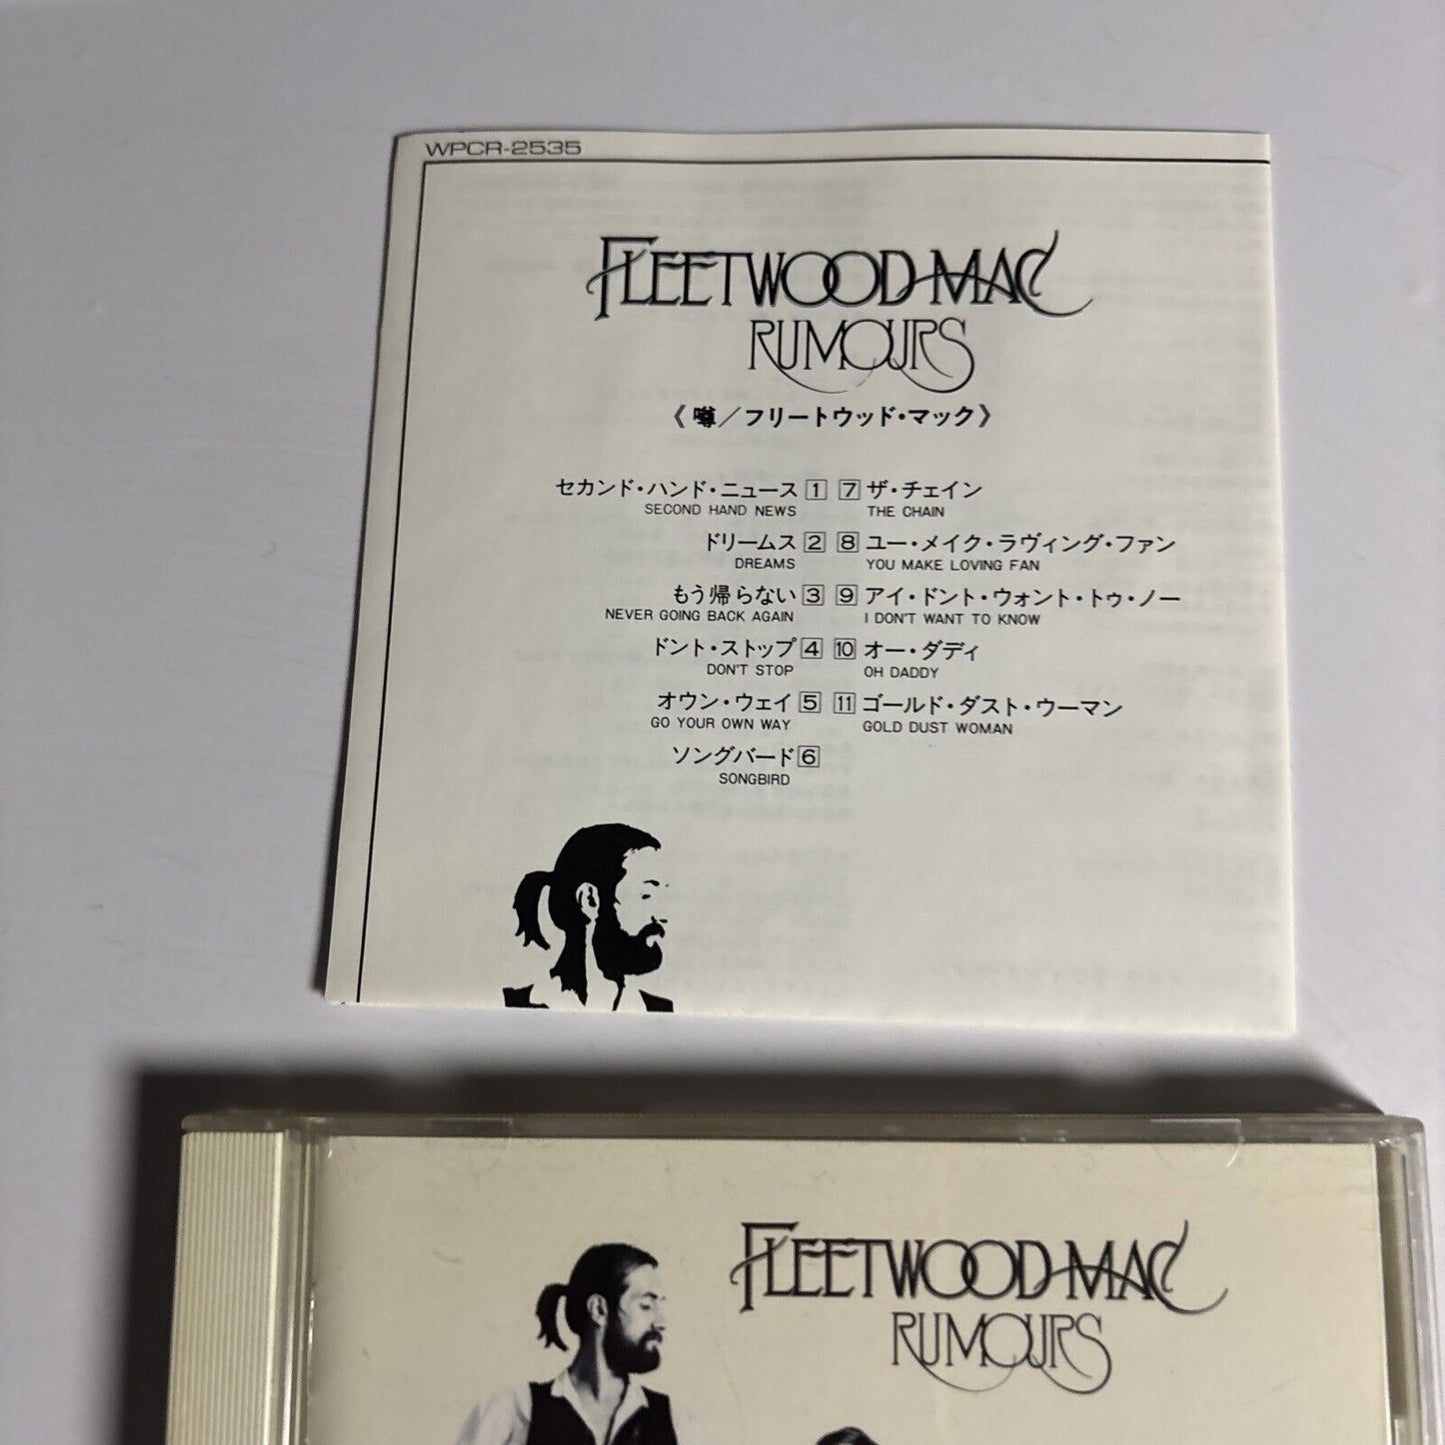 WPCR-2535
FLEETWOOD MAC
RUMOURS
《噂／フリートウッド・マック》
セカンド・ハンド・ニュース 1
SECOND HAND NEWS
ドリームス 2
DREAMS
もう帰らない 3
NEVER GOING BACK AGAIN
ドント・ストップ 4
DON'T STOP
オウン・ウェイ 5
GO YOUR OWN WAY
ソングバード 6
SONGBIRD
7 ザ・チェイン
THE CHAIN
8 ユー・メイク・ラヴィング・ファン
YOU MAKE LOVING FAN
9 アイ・ドント・ウォント・トゥ・ノー
I DON'T WANT TO KNOW
10 オー・ダディ
OH DADDY
11 ゴールド・ダスト・ウーマン
GOLD DUST WOMAN
FLEETWOOD MAC
RUMOURS